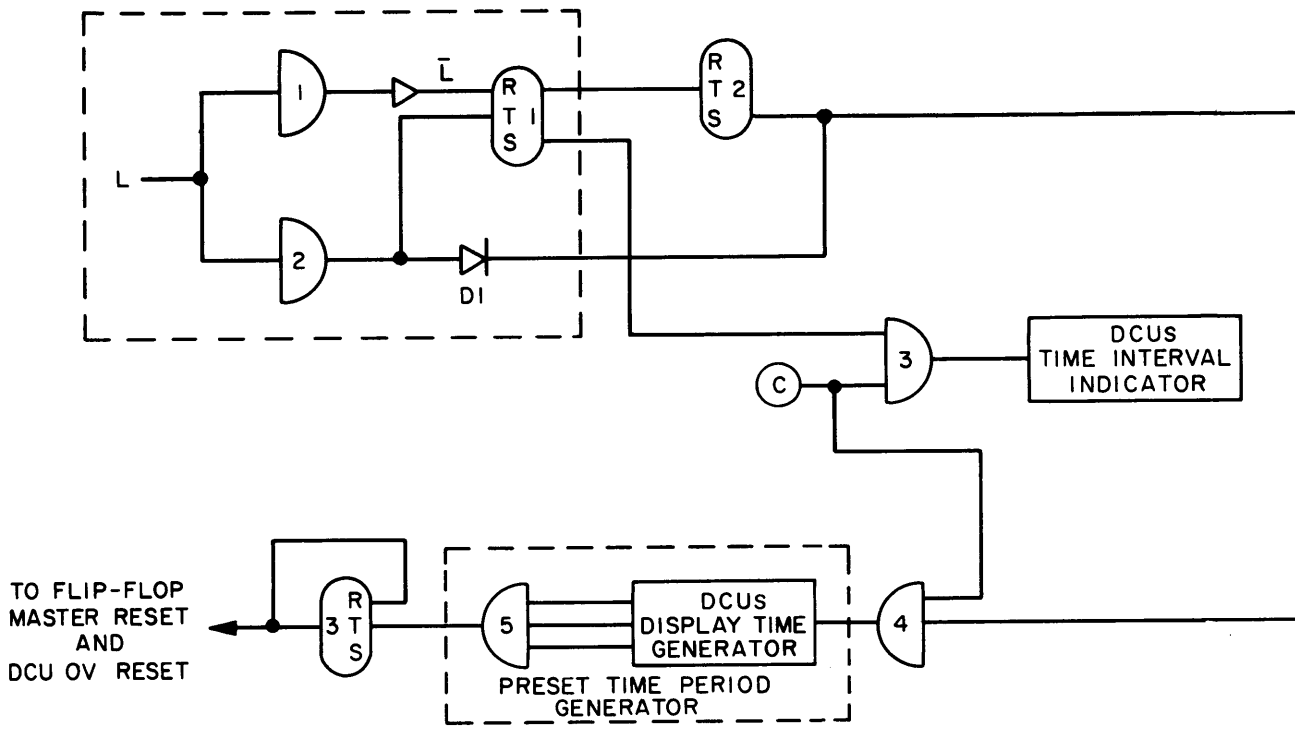 L
1
L̄
R
T 1
S
R
T 2
S
2
D1
C
3
DCUs
TIME INTERVAL
INDICATOR
TO FLIP-FLOP
MASTER RESET
AND
DCU OV RESET
R
3 T
S
5
DCUs
DISPLAY TIME
GENERATOR
4
PRESET TIME PERIOD
GENERATOR